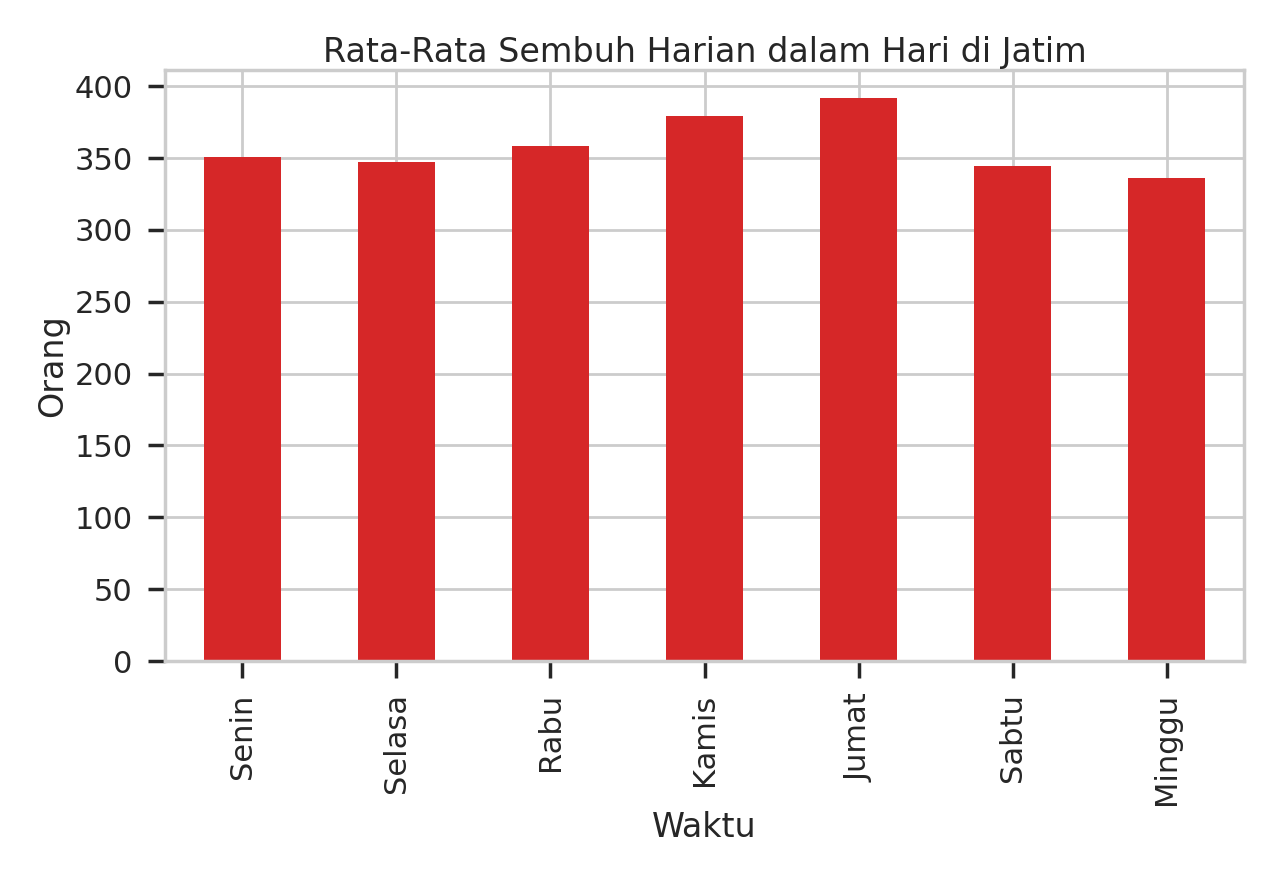 Rata-Rata Sembuh Harian dalam Hari di Jatim
Orang
400
350
300
250
200
150
100
50
0
Senin
Selasa
Rabu
Kamis
Jumat
Sabtu
Minggu
Waktu